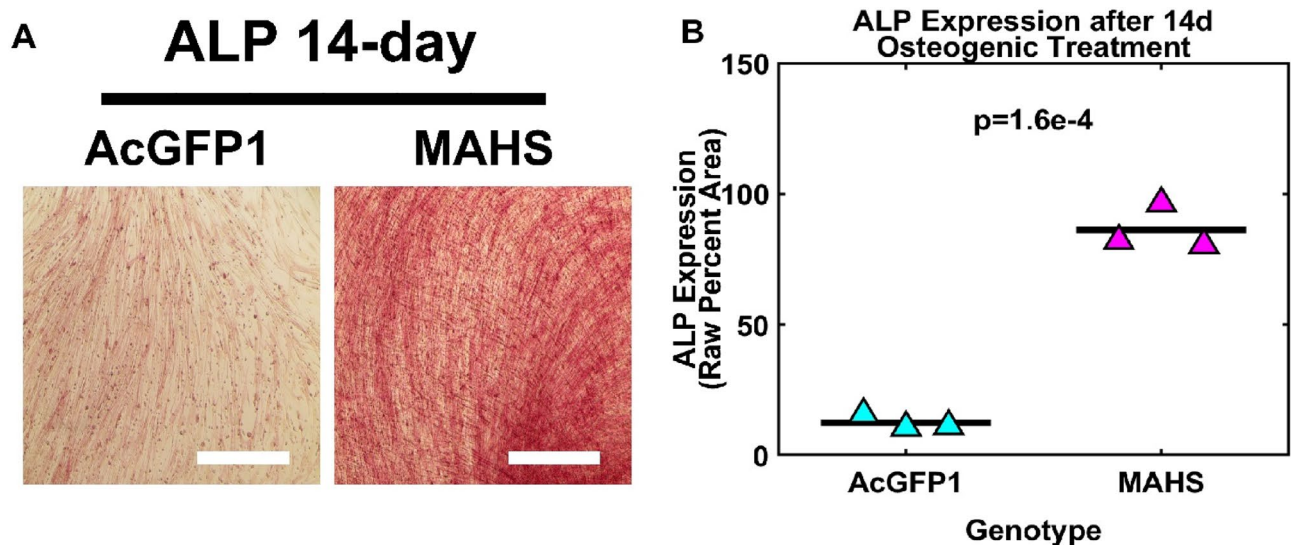 A
ALP 14-day
AcGFP1
MAHS
B
ALP Expression after 14d
Osteogenic Treatment
150
100
50
0
ALP Expression
(Raw Percent Area)
p=1.6e-4
AcGFP1
MAHS
Genotype